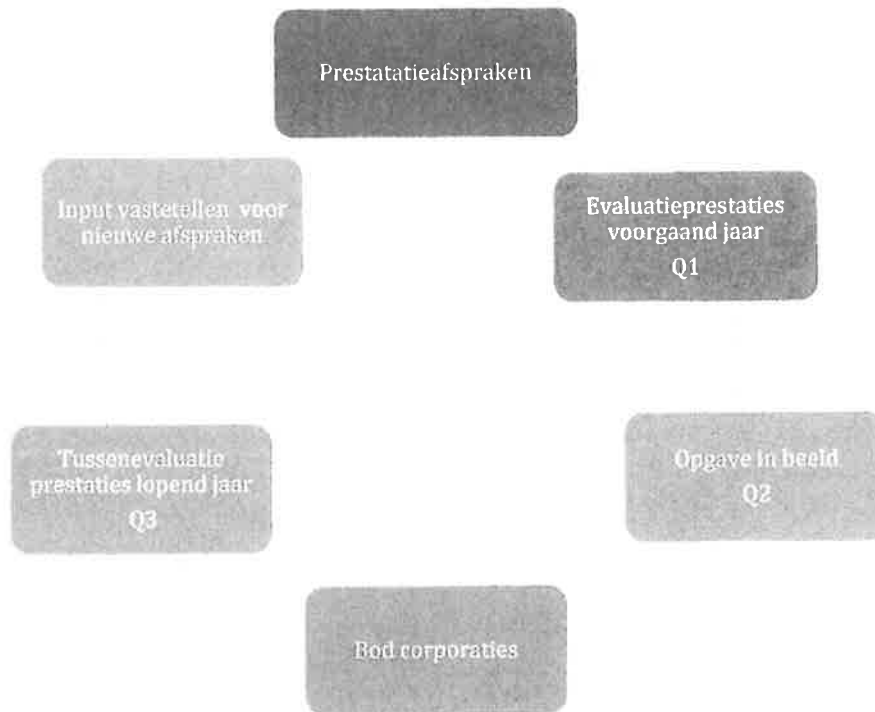 Prestatatieafspraken
Input vastetellen voor
nieuwe afspraken
Evaluatieprestaties
voorgaand jaar
Q1
Tussenevaluatie
prestaties lopend jaar
Q3
Opgave in beeld
Q2
Bod corporaties